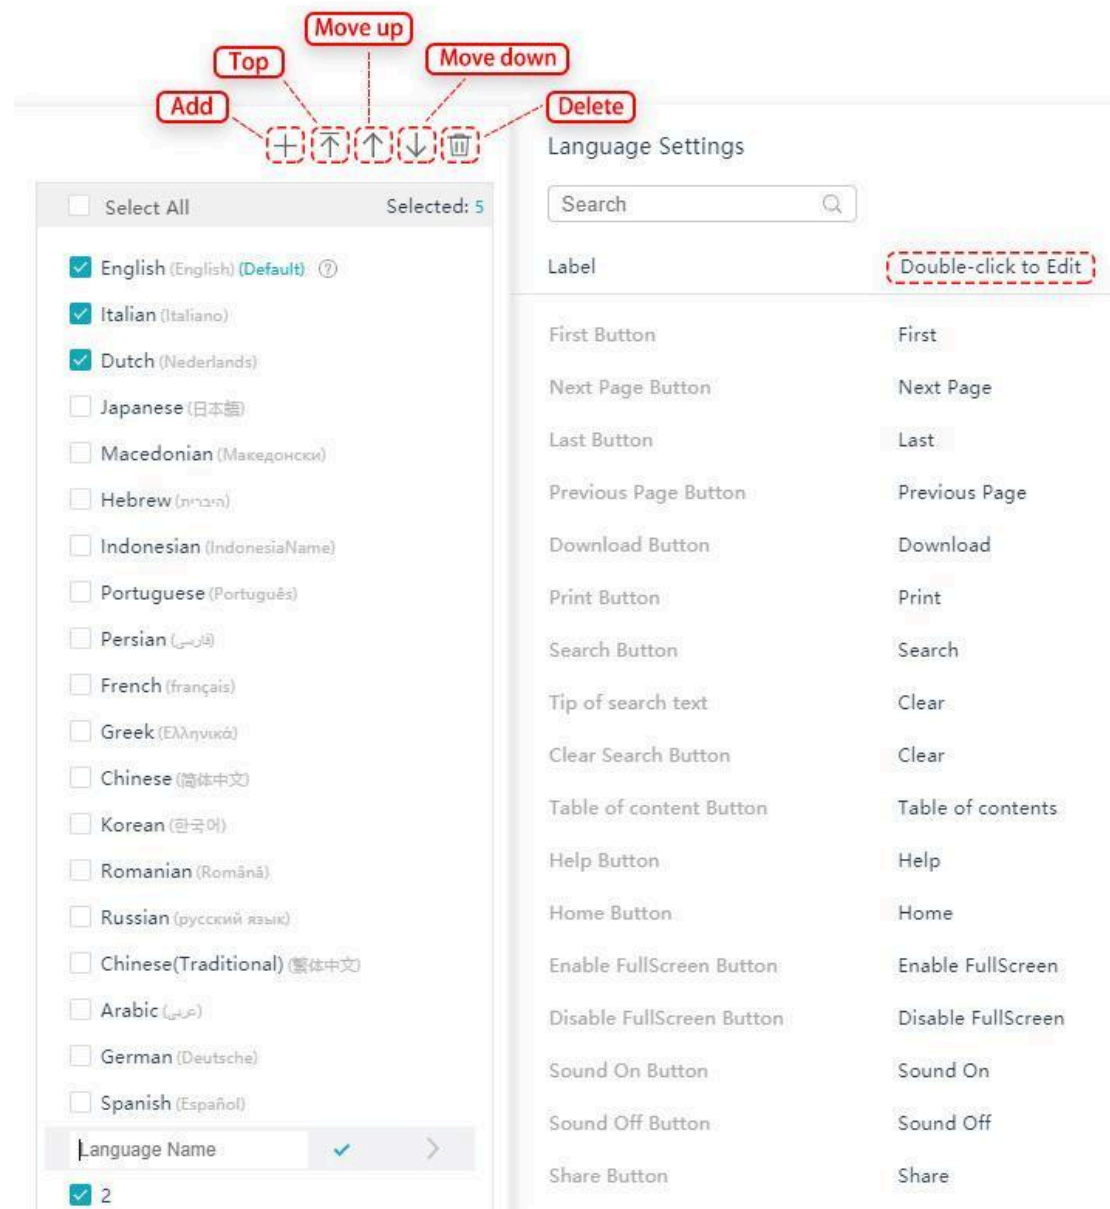 Move up
Top
Move down
Add
Delete
Language Settings
Select All
Selected: 5
Search
English (English) (Default) ?
Label
Double-click to Edit
Italian (Italiano)
Dutch (Nederlands)
Japanese (日本語)
Macedonian (Македонски)
Hebrew (היברית)
Indonesian (IndonesiaName)
Portuguese (Português)
Persian (فارسی)
French (français)
Greek (Ελληνικά)
Chinese (简体中文)
Korean (한국어)
Romanian (Română)
Russian (русский язык)
Chinese(Traditional) (繁体中文)
Arabic (عربي)
German (Deutsche)
Spanish (Español)
Language Name
2
First Button First
Next Page Button Next Page
Last Button Last
Previous Page Button Previous Page
Download Button Download
Print Button Print
Search Button Search
Tip of search text Clear
Clear Search Button Clear
Table of content Button Table of contents
Help Button Help
Home Button Home
Enable FullScreen Button Enable FullScreen
Disable FullScreen Button Disable FullScreen
Sound On Button Sound On
Sound Off Button Sound Off
Share Button Share